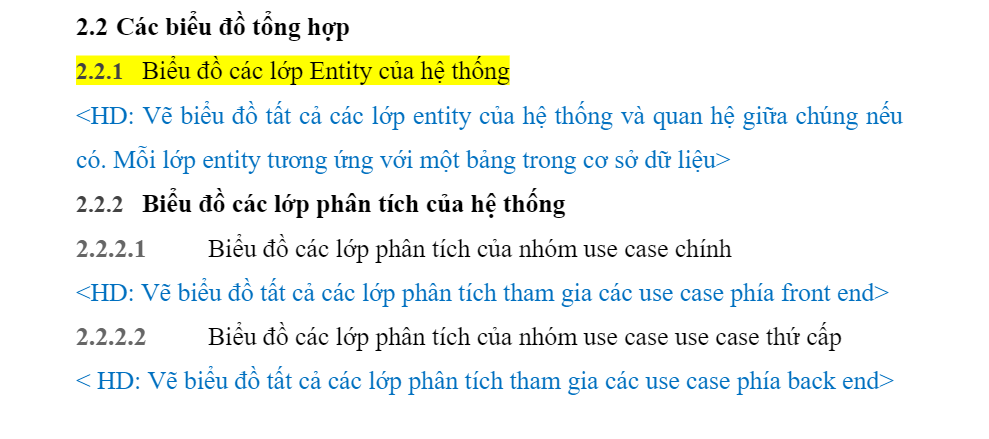 2.2 Các biểu đồ tổng hợp
2.2.1 Biểu đồ các lớp Entity của hệ thống
<HD: Vẽ biểu đồ tất cả các lớp entity của hệ thống và quan hệ giữa chúng nếu
có. Mỗi lớp entity tương ứng với một bảng trong cơ sở dữ liệu>
2.2.2 Biểu đồ các lớp phân tích của hệ thống
2.2.2.1 Biểu đồ các lớp phân tích của nhóm use case chính
<HD: Vẽ biểu đồ tất cả các lớp phân tích tham gia các use case phía front end>
2.2.2.2 Biểu đồ các lớp phân tích của nhóm use case use case thứ cấp
< HD: Vẽ biểu đồ tất cả các lớp phân tích tham gia các use case phía back end>